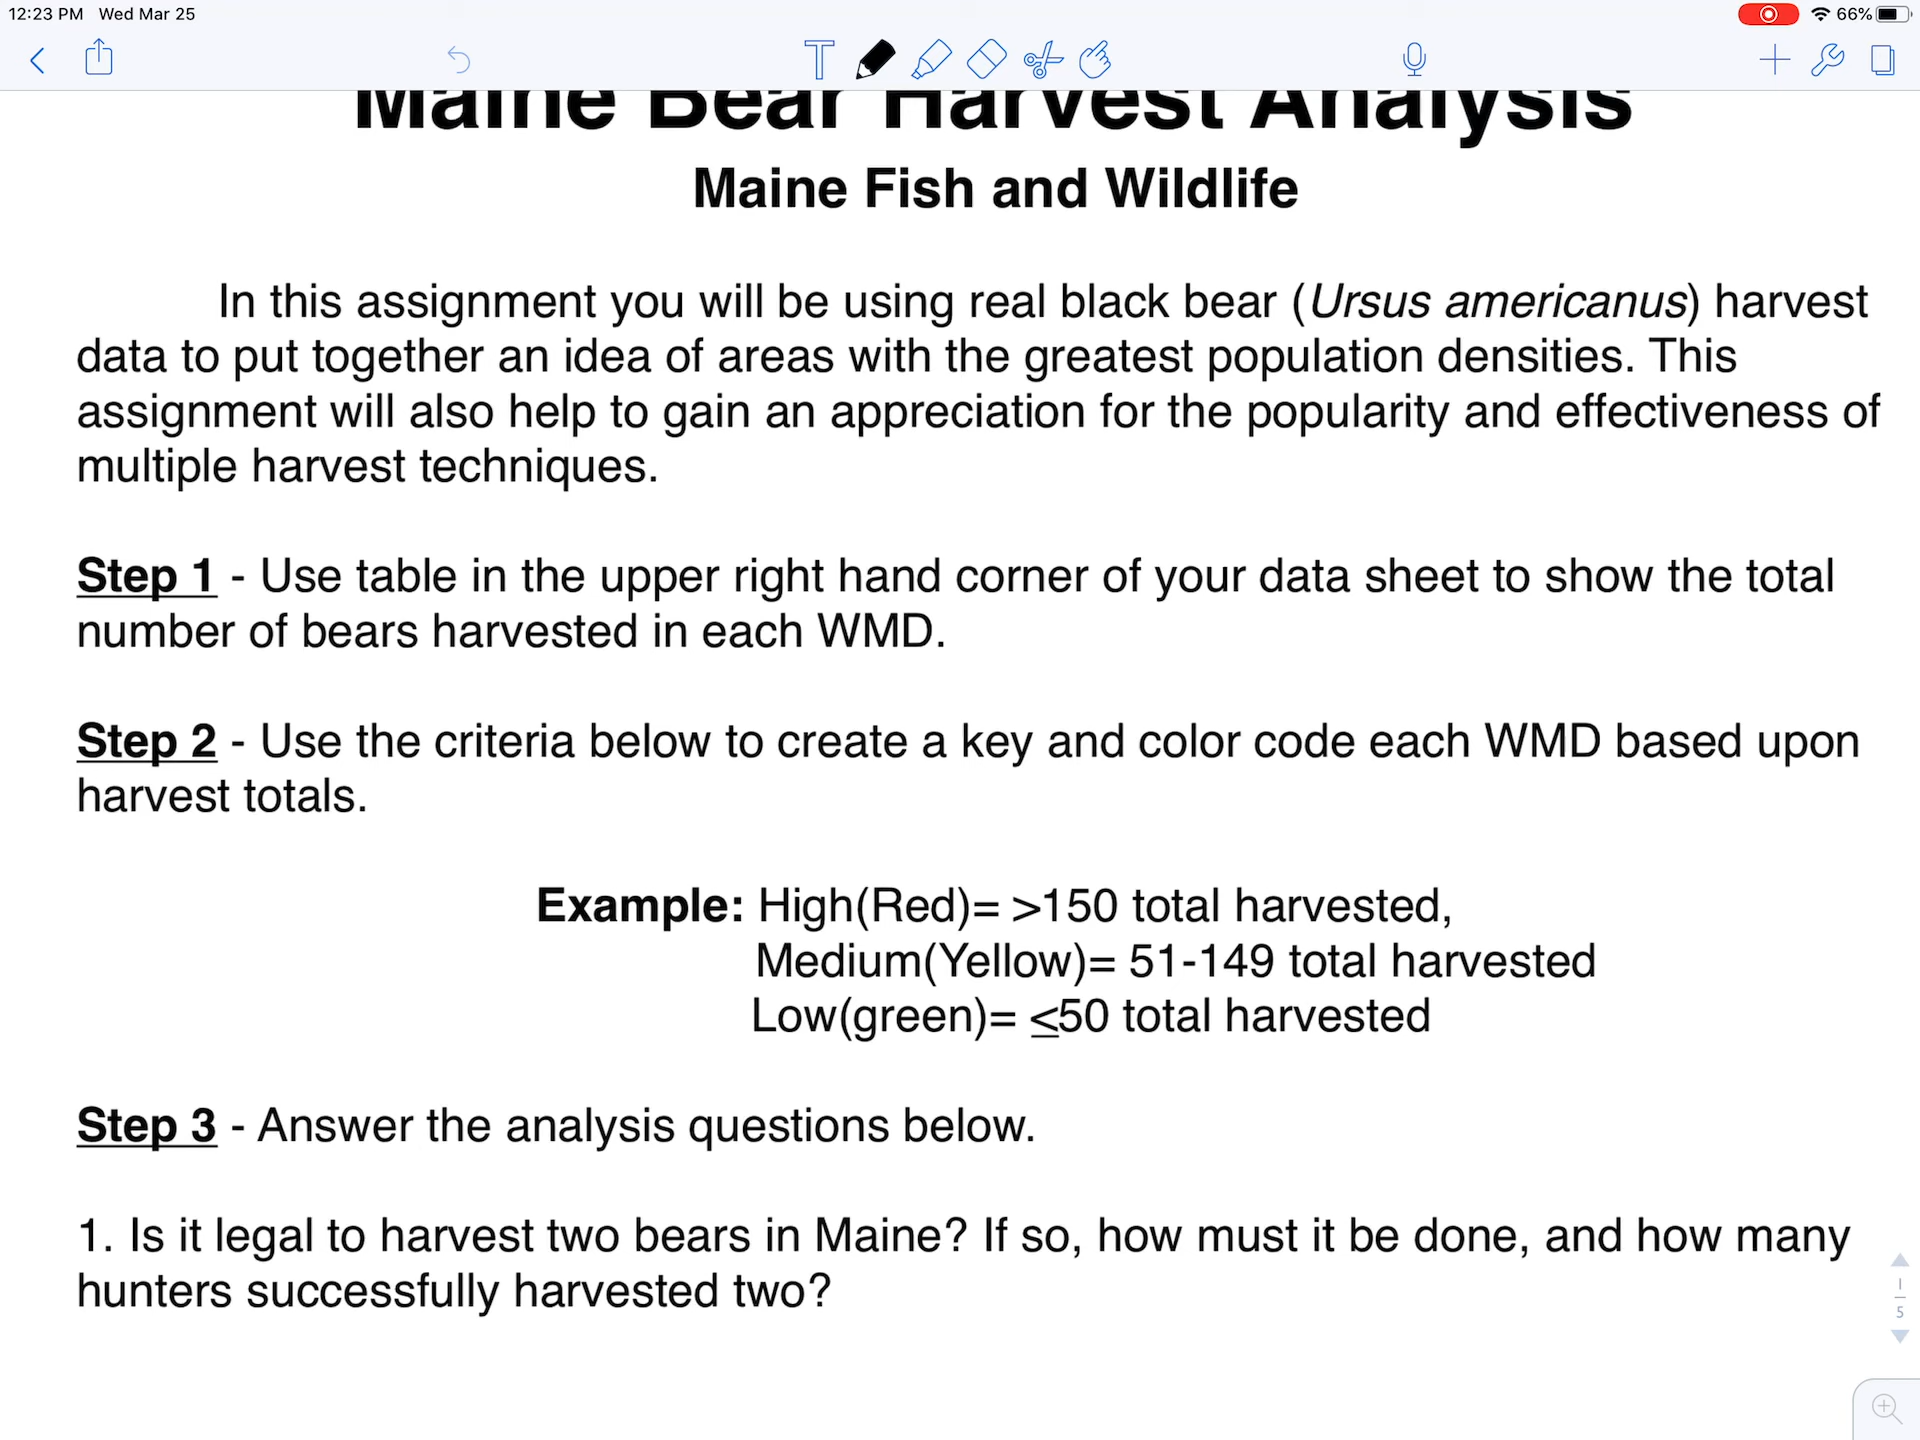 12:23 PM Wed Mar 25
66%
Maine Bear Harvest Analysis
Maine Fish and Wildlife
In this assignment you will be using real black bear (Ursus americanus) harvest
data to put together an idea of areas with the greatest population densities. This
assignment will also help to gain an appreciation for the popularity and effectiveness of
multiple harvest techniques.
Step 1 - Use table in the upper right hand corner of your data sheet to show the total
number of bears harvested in each WMD.
Step 2 - Use the criteria below to create a key and color code each WMD based upon
harvest totals.
Example: High(Red)= >150 total harvested,
Medium(Yellow)= 51-149 total harvested
Low(green)= ≤50 total harvested
Step 3 - Answer the analysis questions below.
1. Is it legal to harvest two bears in Maine? If so, how must it be done, and how many
hunters successfully harvested two?
1
5